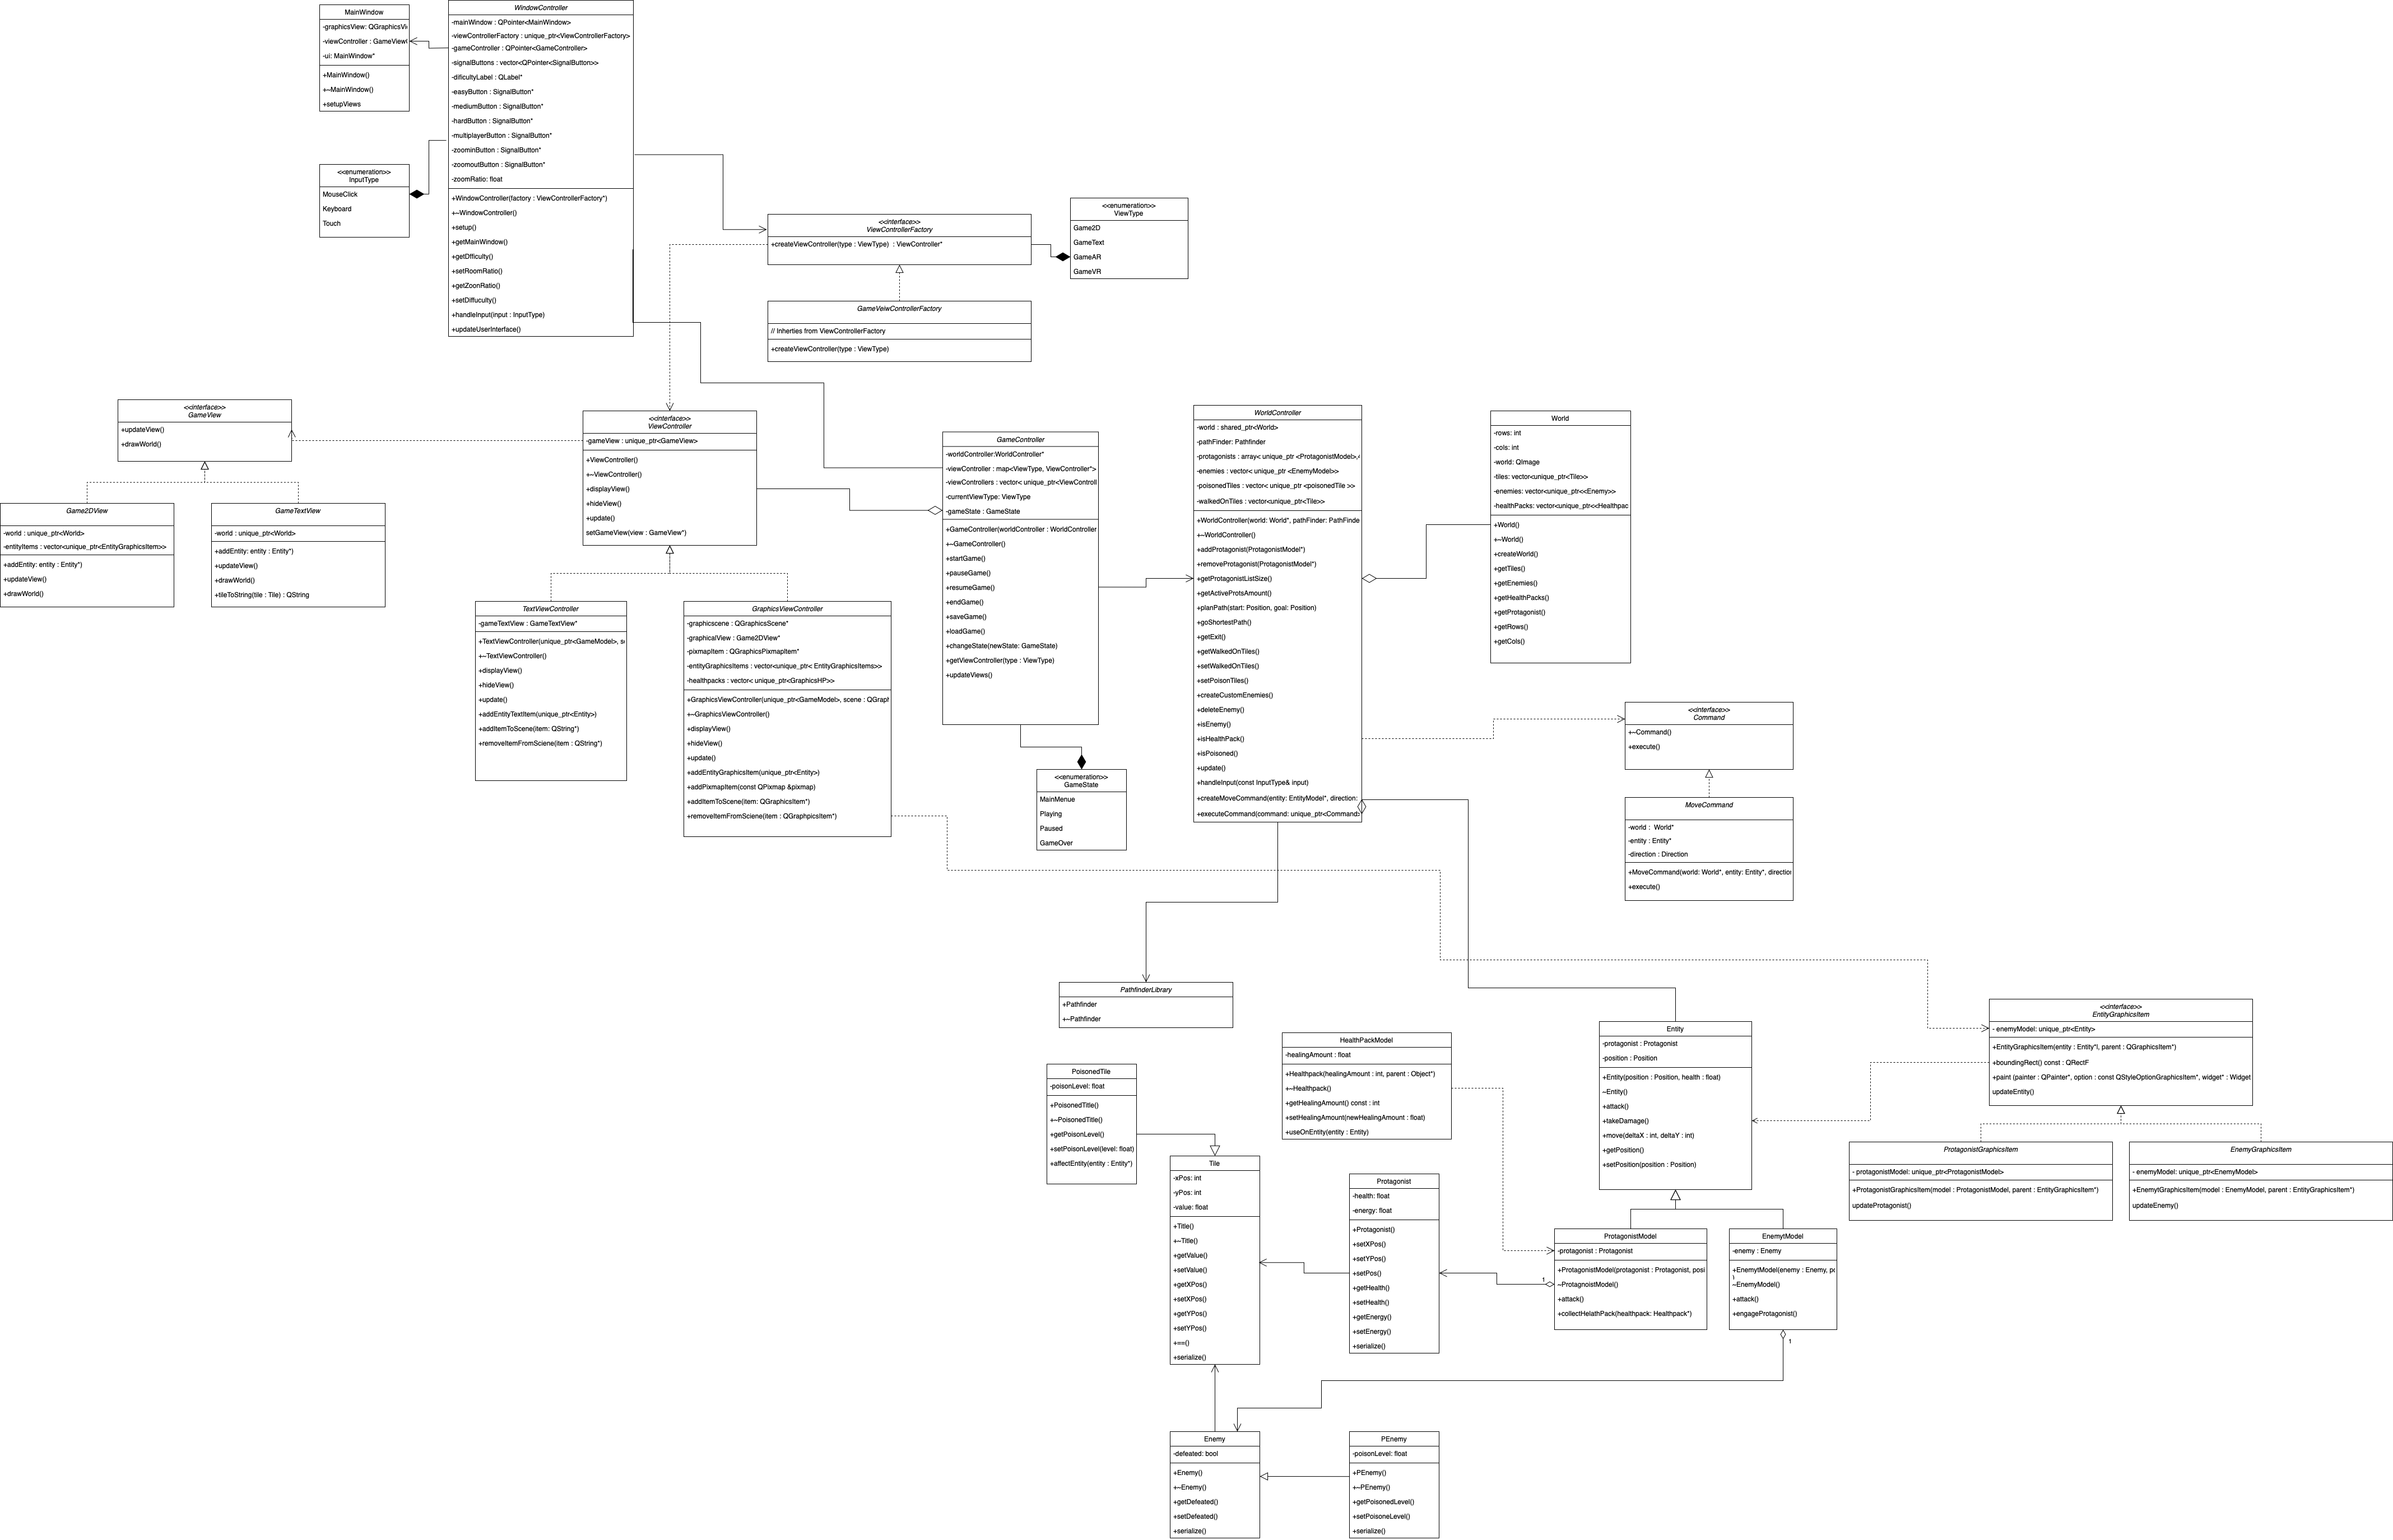 MainWindow
-graphicsView: QGraphicsVi
-viewController : GameView
-ui: MainWindow*
+MainWindow()
+~MainWindow()
+setupViews
WindowController
-mainWindow : QPointer<MainWindow>
-viewControllerFactory : unique_ptr<ViewControllerFactory>
-gameController : QPointer<GameController>
-signalButtons : vector<QPointer<SignalButton>>
-dificultyLabel : QLabel*
-easyButton : SignalButton*
-mediumButton : SignalButton*
-hardButton : SignalButton*
-multiplayerButton : SignalButton*
-zoominButton : SignalButton*
-zoomoutButton : SignalButton*
-zoomRatio: float
+WindowController(factory : ViewControllerFactory*)
+~WindowController()
+setup()
+getMainWindow()
+getDfficulty()
+setRoomRatio()
+getZoonRatio()
+setDiffuculty()
+handleInput(input : InputType)
+updateUserInterface()
<<enumeration>>
InputType
MouseClick
Keyboard
Touch
<<interface>>
ViewControllerFactory
+createViewController(type : ViewType)  : ViewController*
<<enumeration>>
ViewType
Game2D
GameText
GameAR
GameVR
GameVeiwControllerFactory
// Inherties from ViewControllerFactory
+createViewController(type : ViewType)
<<interface>>
GameView
+updateView()
+drawWorld()
Game2DView
-world : unique_ptr<World>
-entityItems : vector<unique_ptr<EntityGraphicsItem>>
+addEntity: entity : Entity*)
+updateView()
+drawWorld()
GameTextView
-world : unique_ptr<World>
+addEntity: entity : Entity*)
+updateView()
+drawWorld()
+tileToString(tile : Tile) : QString
<<interface>>
ViewController
-gameView : unique_ptr<GameView>
+ViewController()
+~ViewController()
+displayView()
+hideView()
+update()
setGameView(view : GameView*)
TextViewController
-gameTextView : GameTextView*
+TextViewController(unique_ptr<GameModel>, s
+~TextViewController()
+displayView()
+hideView()
+update()
+addEntityTextItem(unique_ptr<Entity>)
+addItemToScene(item: QString*)
+removeItemFromSciene(item : QString*)
GraphicsViewController
-graphicscene : QGraphicsScene*
-graphicalView : Game2DView*
-pixmapItem : QGraphicsPixmapItem*
-entityGraphicsItems : vector<unique_ptr< EntityGraphicsItems>>
-healthpacks : vector< unique_ptr<GraphicsHP>>
+GraphicsViewController(unique_ptr<GameModel>, scene : QGraph
+~GraphicsViewController()
+displayView()
+hideView()
+update()
+addEntityGraphicsItem(unique_ptr<Entity>)
+addPixmapItem(const QPixmap &pixmap)
+addItemToScene(item: QGraphicsItem*)
+removeItemFromSciene(item : QGraphpicsItem*)
GameController
-worldController:WorldController*
-viewController : map<ViewType, ViewController*>
-viewControllers : vector< unique_ptr<ViewControll
-currentViewType: ViewType
-gameState : GameState
+GameController(worldController : WorldController
+~GameController()
+startGame()
+pauseGame()
+resumeGame()
+endGame()
+saveGame()
+loadGame()
+changeState(newState: GameState)
+getViewController(type : ViewType)
+updateViews()
<<enumeration>>
GameState
MainMenue
Playing
Paused
GameOver
WorldController
-world : shared_ptr<World>
-pathFinder: Pathfinder
-protagonists : array< unique_ptr <ProtagonistModel>,
-enemies : vector< unique_ptr <EnemyModel>>
-poisonedTiles : vector< unique_ptr <poisonedTile >>
-walkedOnTiles : vector<unique_ptr<Tile>>
+WorldController(world: World*, pathFinder: PathFinde
+~WorldController()
+addProtagonist(ProtagonistModel*)
+removeProtagonist(ProtagonistModel*)
+getProtagonistListSize()
+getActiveProtsAmount()
+planPath(start: Position, goal: Position)
+goShortestPath()
+getExit()
+getWalkedOnTiles()
+setWalkedOnTiles()
+setPoisonTiles()
+createCustomEnemies()
+deleteEnemy()
+isEnemy()
+isHealthPack()
+isPoisoned()
+update()
+handleInput(const InputType& input)
+createMoveCommand(entity: EntityModel*, direction:
+executeCommand(command: unique_ptr<Command>
World
-rows: int
-cols: int
-world: QImage
-tiles: vector<unique_ptr<Tile>>
-enemies: vector<unique_ptr<<Enemy>>
-healthPacks: vector<unique_ptr<<Healthpac
+World()
+~World()
+createWorld()
+getTiles()
+getEnemies()
+getHealthPacks()
+getProtagonist()
+getRows()
+getCols()
<<interface>>
Command
+~Command()
+execute()
MoveCommand
-world :  World*
-entity : Entity*
-direction : Direction
+MoveCommand(world: World*, entity: Entity*, directio
+execute()
PathfinderLibrary
+Pathfinder
+~Pathfinder
PoisonedTile
-poisonLevel: float
+PoisonedTitle()
+~PoisonedTitle()
+getPoisonLevel()
+setPoisonLevel(level: float)
+affectEntity(entity : Entity*)
HealthPackModel
-healingAmount : float
+Healthpack(healingAmount : int, parent : Object*)
+~Healthpack()
+getHealingAmount() const : int
+setHealingAmount(newHealingAmount : float)
+useOnEntity(entity : Entity)
Entity
-protagonist : Protagonist
-position : Position
+Entity(position : Position, health : float)
~Entity()
+attack()
+takeDamage()
+move(deltaX : int, deltaY : int)
+getPosition()
+setPosition(position : Position)
<<interface>>
EntityGraphicsItem
- enemyModel: unique_ptr<Entity>
+EntityGraphicsItem(entity : Entity*l, parent : QGraphicsItem*)
+boundingRect() const : QRectF
+paint (painter : QPainter*, option : const QStyleOptionGraphicsItem*, widget* : Widget
updateEntity()
ProtagonistGraphicsItem
- protagonistModel: unique_ptr<ProtagonistModel>
+ProtagonistGraphicsItem(model : ProtagonistModel, parent : EntityGraphicsItem*)
updateProtagonist()
EnemyGraphicsItem
- enemyModel: unique_ptr<EnemyModel>
+EnemytGraphicsItem(model : EnemyModel, parent : EntityGraphicsItem*)
updateEnemy()
Tile
-xPos: int
-yPos: int
-value: float
+Title()
+~Title()
+getValue()
+setValue()
+getXPos()
+setXPos()
+getYPos()
+setYPos()
+==()
+serialize()
Protagonist
-health: float
-energy: float
+Protagonist()
+setXPos()
+setYPos()
+setPos()
+getHealth()
+setHealth()
+getEnergy()
+setEnergy()
+serialize()
1
ProtagonistModel
-protagonist : Protagonist
+ProtagonistModel(protagonist : Protagonist, posi
~ProtagnoistModel()
+attack()
+collectHelathPack(healthpack: Healthpack*)
EnemytModel
-enemy : Enemy
+EnemytModel(enemy : Enemy, po
)
~EnemyModel()
+attack()
+engageProtagonist()
1
Enemy
-defeated: bool
+Enemy()
+~Enemy()
+getDefeated()
+setDefeated()
+serialize()
PEnemy
-poisonLevel: float
+PEnemy()
+~PEnemy()
+getPoisonedLevel()
+setPoisoneLevel()
+serialize()